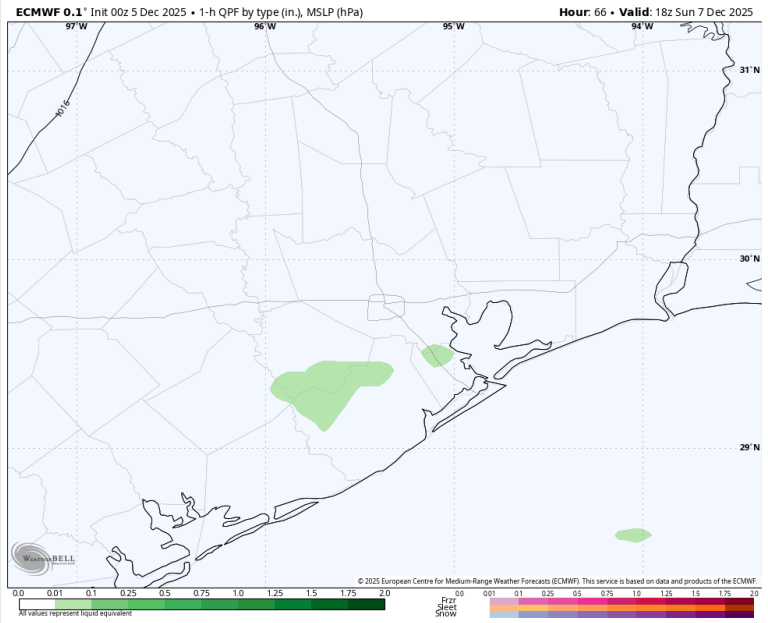 ECMWF 0.1° Init 00z 5 Dec 2025 • 1-h QPF by type (in.), MSLP (hPa)
Hour: 66 • Valid: 18z Sun 7 Dec 2025
97°W 96°W 95°W 94°W
31°N
1016
30°N
29°N
WEATHERBELL
© 2025 European Centre for Medium-Range Weather Forecasts (ECMWF). This service is based on data and products of the ECMWF.
0.0 0.01 0.1 0.25 0.5 0.75 1.0 1.25 1.5 1.75 2.0
All values represent liquid equivalent
0.0 0.01 0.1 0.25 0.5 0.75 1.0 1.25 1.5 1.75 2.0
Frzr
Sleet
Snow